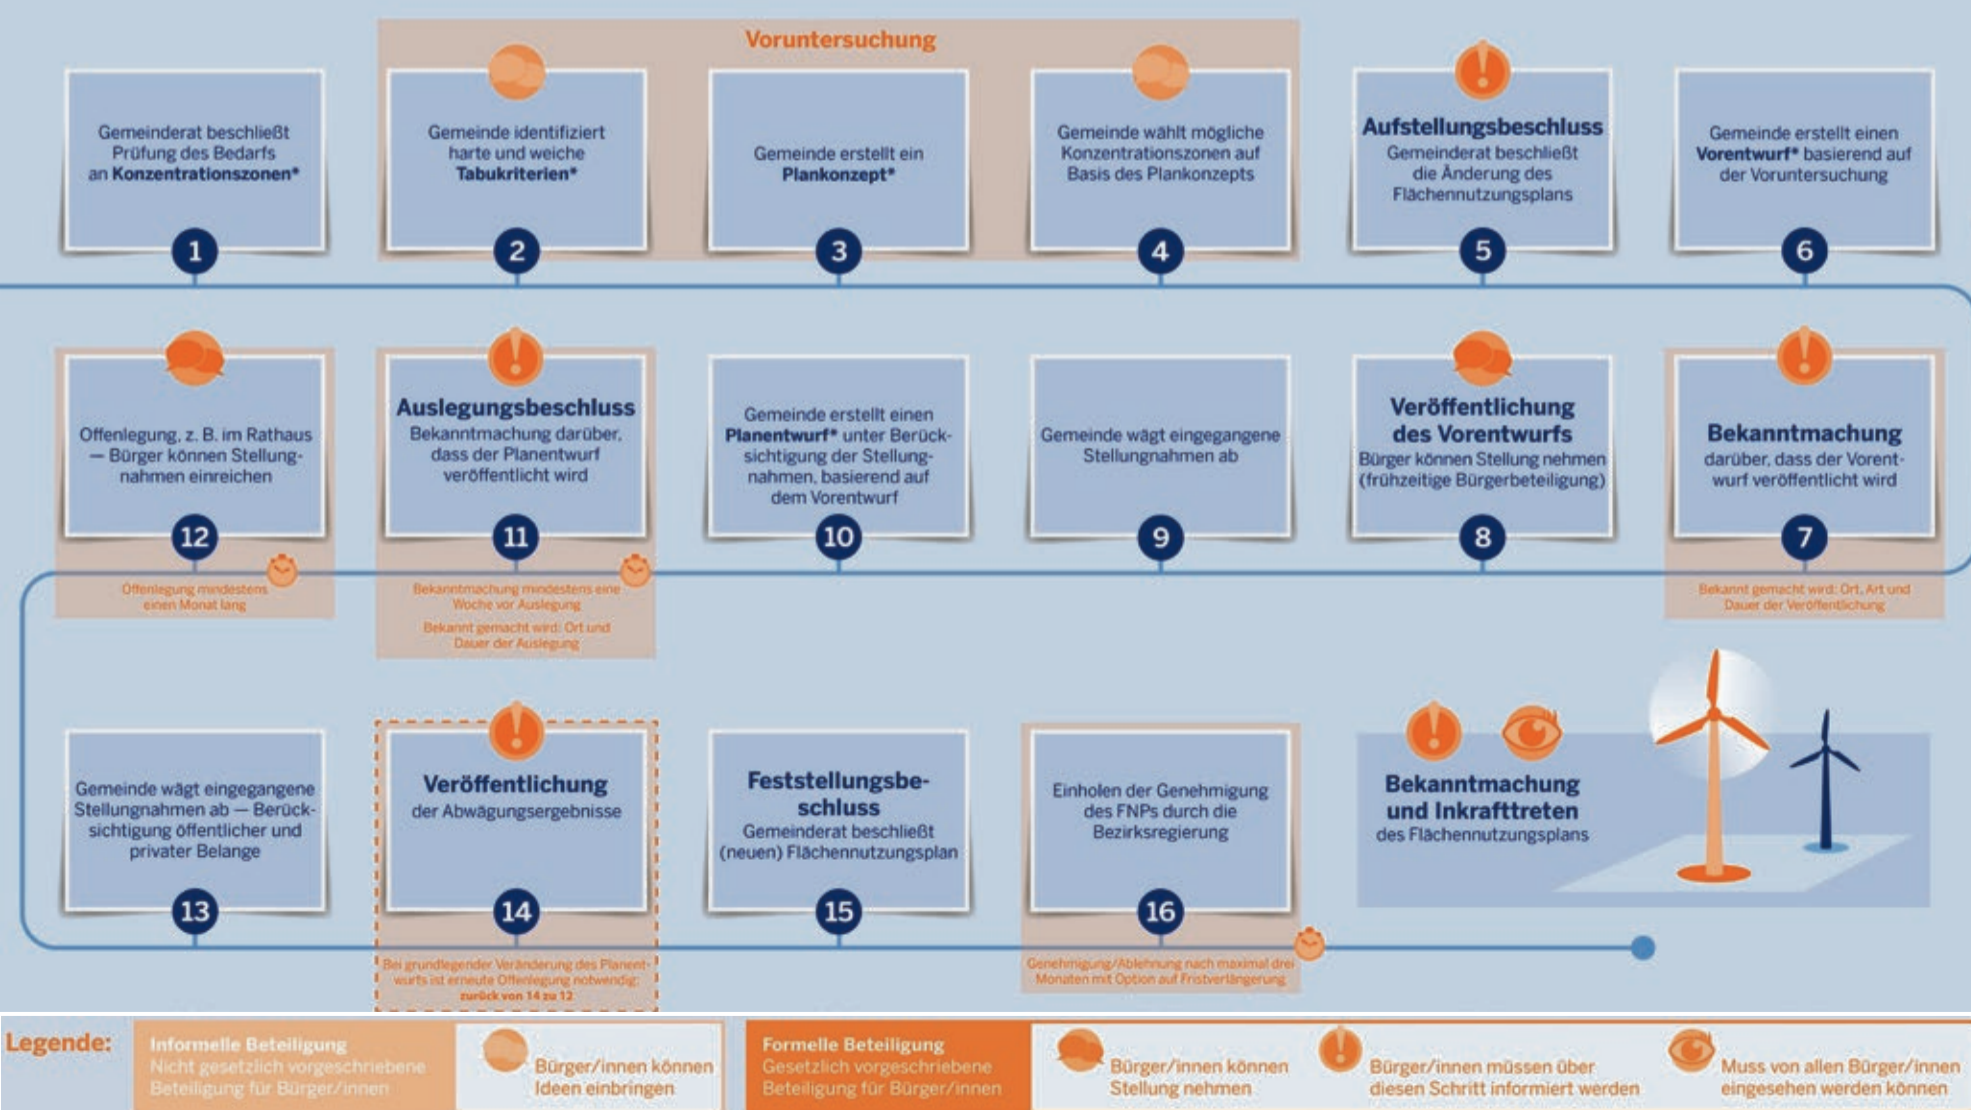 Voruntersuchung
Gemeinderat beschließt
Prüfung des Bedarfs
an Konzentrationszonen*
1
Gemeinde identifiziert
harte und weiche
Tabukriterien*
2
Gemeinde erstellt ein
Plankonzept*
3
Gemeinde wählt mögliche
Konzentrationszonen auf
Basis des Plankonzepts
4
Aufstellungsbeschluss
Gemeinderat beschließt
die Änderung des
Flächennutzungsplans
5
Gemeinde erstellt einen
Vorentwurf* basierend auf
der Voruntersuchung
6
Bekanntmachung
darüber, dass der Vorent-
wurf veröffentlicht wird
7
Bekannt gemacht wird: Ort, Art und
Dauer der Veröffentlichung
Veröffentlichung
des Vorentwurfs
Bürger können Stellung nehmen
(frühzeitige Bürgerbeteiligung)
8
Gemeinde wägt eingegangene
Stellungnahmen ab
9
Gemeinde erstellt einen
Planentwurf* unter Berück-
sichtigung der Stellung-
nahmen, basierend auf
dem Vorentwurf
10
Auslegungsbeschluss
Bekanntmachung darüber,
dass der Planentwurf
veröffentlicht wird
11
Bekanntmachung mindestens eine
Woche vor Auslegung
Bekannt gemacht wird: Ort und
Dauer der Auslegung
Offenlegung, z. B. im Rathaus
— Bürger können Stellung-
nahmen einreichen
12
Offenlegung mindestens
einen Monat lang
Gemeinde wägt eingegangene
Stellungnahmen ab — Berück-
sichtigung öffentlicher und
privater Belange
13
Veröffentlichung
der Abwägungsergebnisse
14
Bei grundlegender Veränderung des Planent-
wurfs ist erneute Offenlegung notwendig:
zurück von 14 zu 12
Feststellungsbe-
schluss
Gemeinderat beschließt
(neuen) Flächennutzungsplan
15
Einholen der Genehmigung
des FNPs durch die
Bezirksregierung
16
Genehmigung/Ablehnung nach maximal drei
Monaten mit Option auf Fristverlängerung
Bekanntmachung
und Inkrafttreten
des Flächennutzungsplans
Legende:
Informelle Beteiligung
Nicht gesetzlich vorgeschriebene
Beteiligung für Bürger/innen
Bürger/innen können
Ideen einbringen
Formelle Beteiligung
Gesetzlich vorgeschriebene
Beteiligung für Bürger/innen
Bürger/innen können
Stellung nehmen
Bürger/innen müssen über
diesen Schritt informiert werden
Muss von allen Bürger/innen
eingesehen werden können